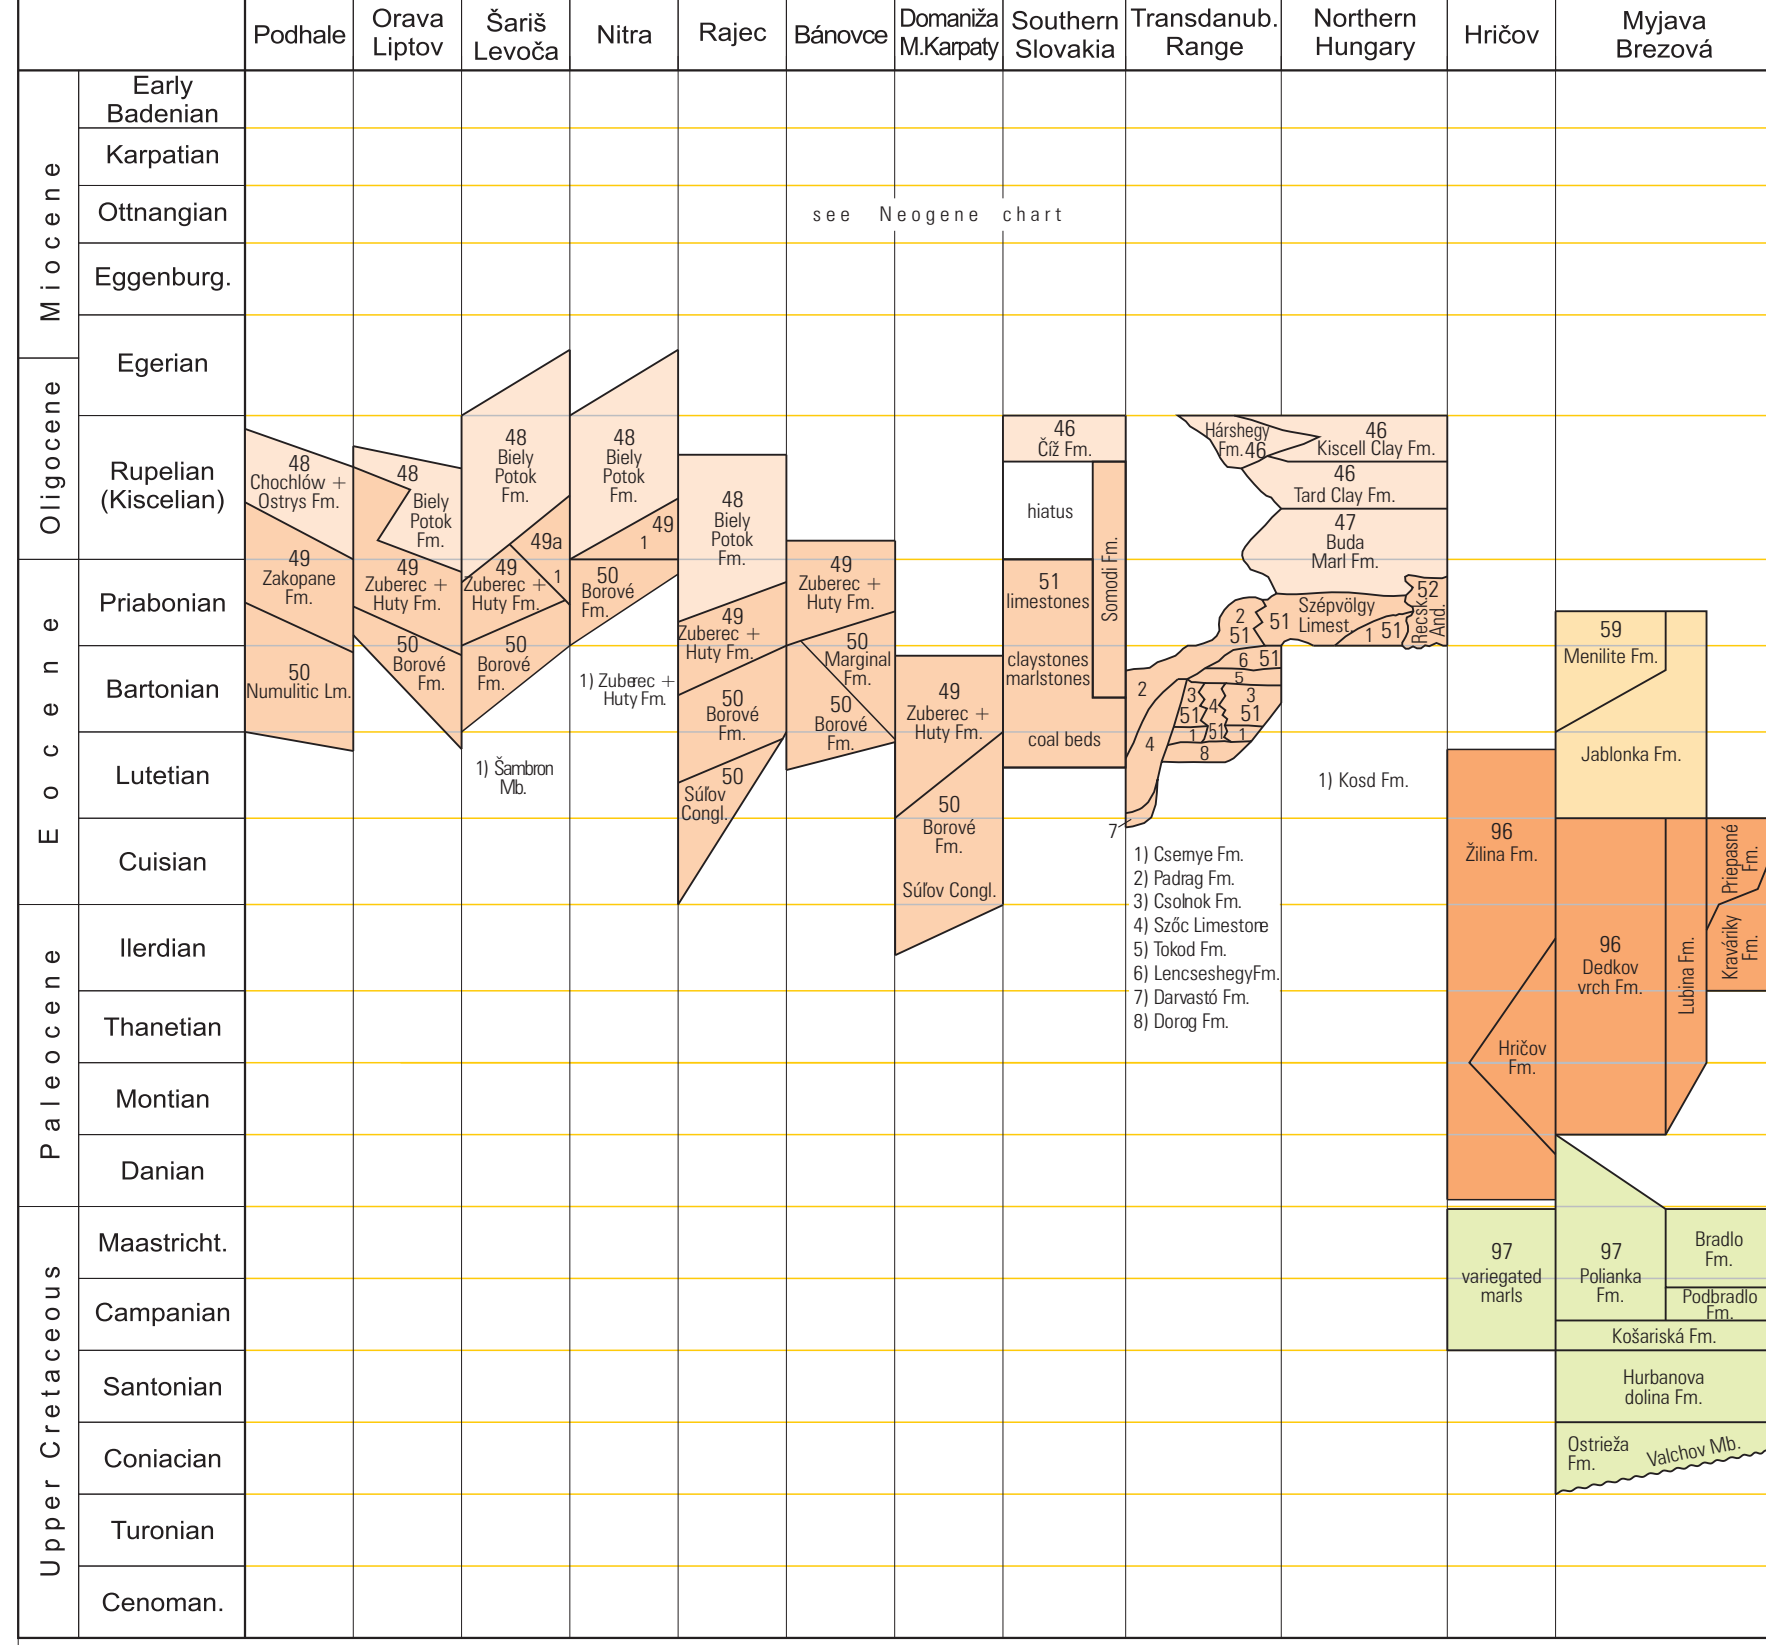 Podhale
Orava
Liptov
Šariš
Levoča
Nitra
Rajec
Bánovce
Domaniža
M.Karpaty
Southern
Slovakia
Transdanub.
Range
Northern
Hungary
Hričov
Myjava
Brezová
Miocene
Oligocene
Eocene
Paleocene
Upper Cretaceous
Early
Badenian
Karpatian
Ottnangian
Eggenburg.
Egerian
Rupelian
(Kiscelian)
Priabonian
Bartonian
Lutetian
Cuisian
Ilerdian
Thanetian
Montian
Danian
Maastricht.
Campanian
Santonian
Coniacian
Turonian
Cenoman.
see Neogene chart
48
Chochlów +
Ostrys Fm.
49
Zakopane
Fm.
50
Numulitic Lm.
48
Biely
Potok
Fm.
49
Zuberec +
Huty Fm.
50
Borové
Fm.
48
Biely
Potok
Fm.
49a
49
Zuberec +
Huty Fm.
1
50
Borové
Fm.
1) Šambron
Mb.
48
Biely
Potok
Fm.
49
1
50
Borové
Fm.
1) Zuberec +
Huty Fm.
48
Biely
Potok
Fm.
49
Zuberec +
Huty Fm.
50
Borové
Fm.
50
Súľov
Congl.
49
Zuberec +
Huty Fm.
50
Marginal
Fm.
50
Borové
Fm.
49
Zuberec +
Huty Fm.
50
Borové
Fm.
Súľov Congl.
46
Číž Fm.
hiatus
Somodi Fm.
51
limestones
claystones
marlstones
coal beds
Hárshegy
Fm. 46
2
51
51
6 51
5
2
3
51
4
3
51
1
51
1
8
4
7
1) Csernye Fm.
2) Padrag Fm.
3) Csolnok Fm.
4) Szőc Limestone
5) Tokod Fm.
6) LencseshegyFm.
7) Darvastó Fm.
8) Dorog Fm.
46
Kiscell Clay Fm.
46
Tard Clay Fm.
47
Buda
Marl Fm.
Szépvölgy
Limest.
1 51
52
Recsk.
And.
1) Kosd Fm.
96
Žilina Fm.
Hričov
Fm.
97
variegated
marls
59
Menilite Fm.
Jablonka Fm.
96
Dedkov
vrch Fm.
Lubina Fm.
Priepasné
Fm.
Kraváriky
Fm.
97
Polianka
Fm.
Bradlo
Fm.
Podbradlo
Fm.
Košariská Fm.
Hurbanova
dolina Fm.
Ostrieža
Fm.
Valchov Mb.